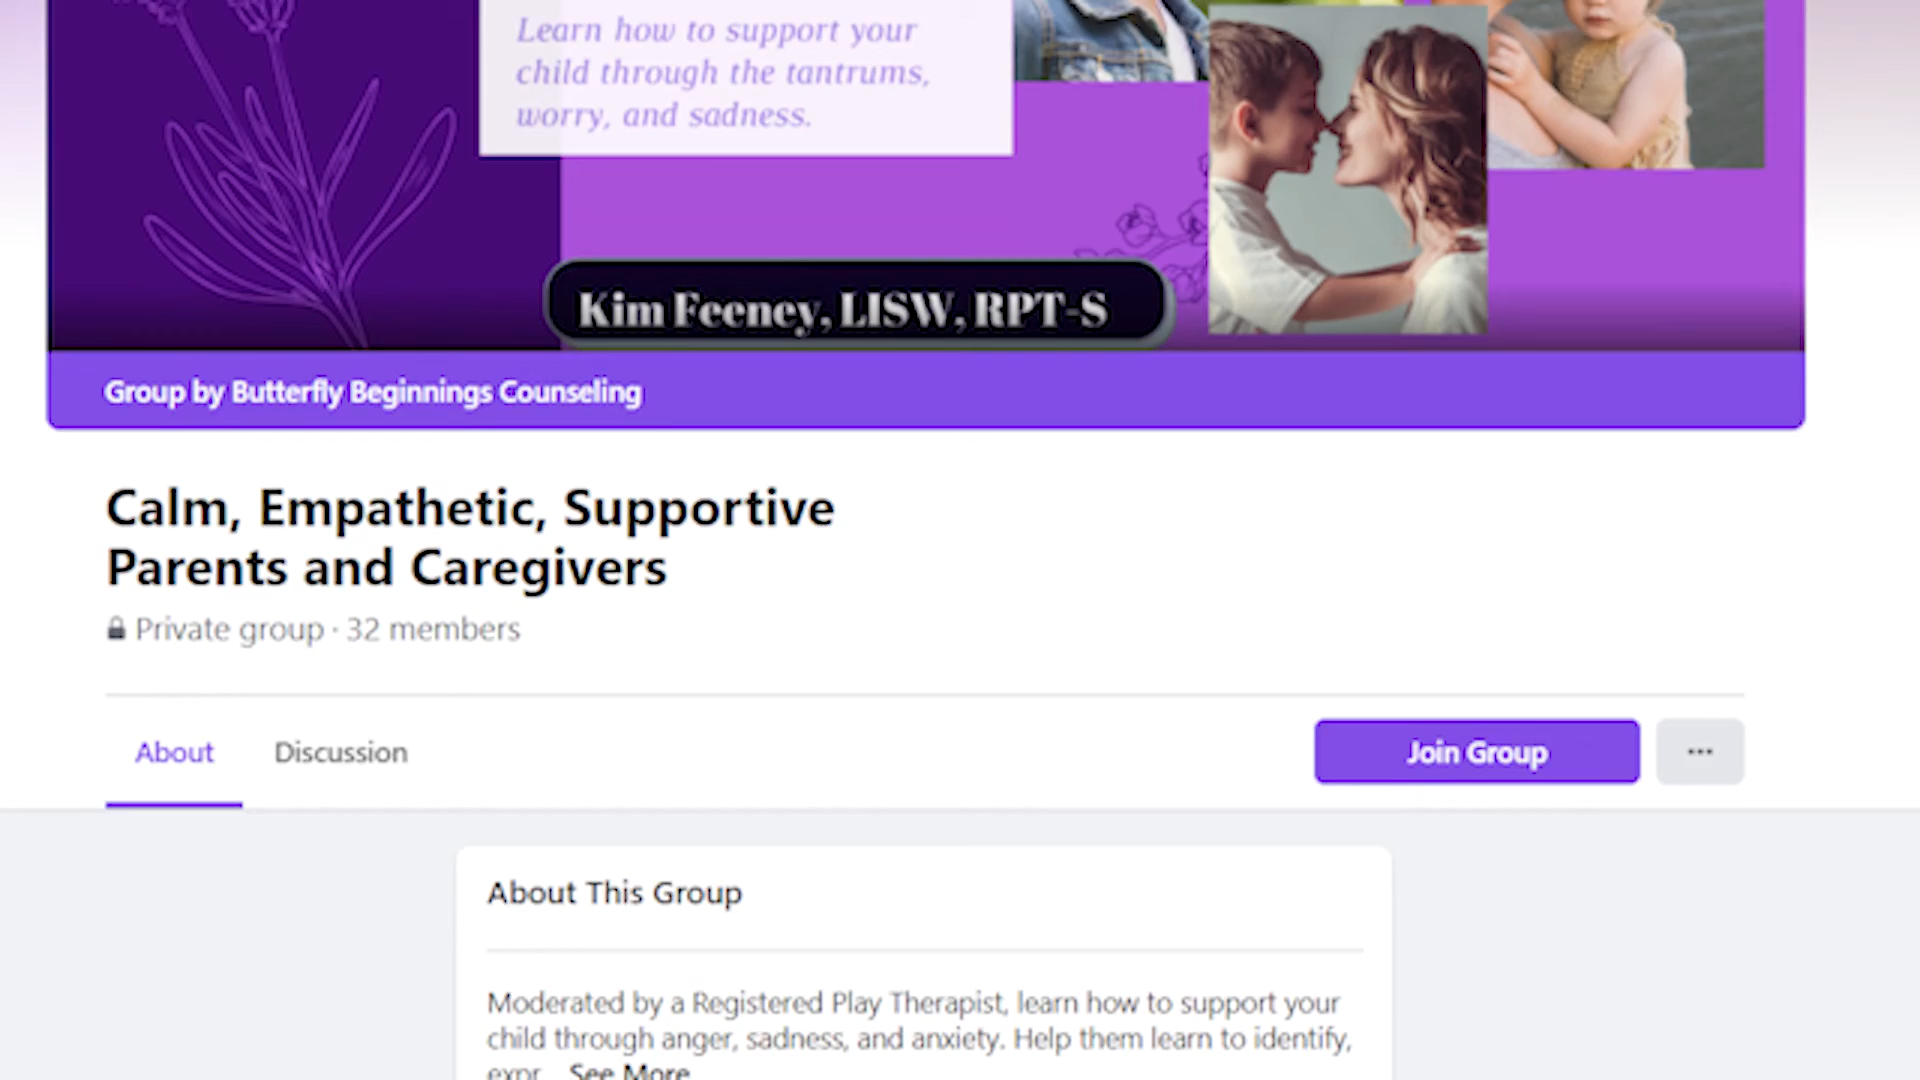 Learn how to support your
child through the tantrums,
worry, and sadness.
Kim Feeney, LISW, RPT-S
Group by Butterfly Beginnings Counseling
Calm, Empathetic, Supportive
Parents and Caregivers
Private group · 32 members
About
Discussion
Join Group
About This Group
Moderated by a Registered Play Therapist, learn how to support your
child through anger, sadness, and anxiety. Help them learn to identify,
expr... See More